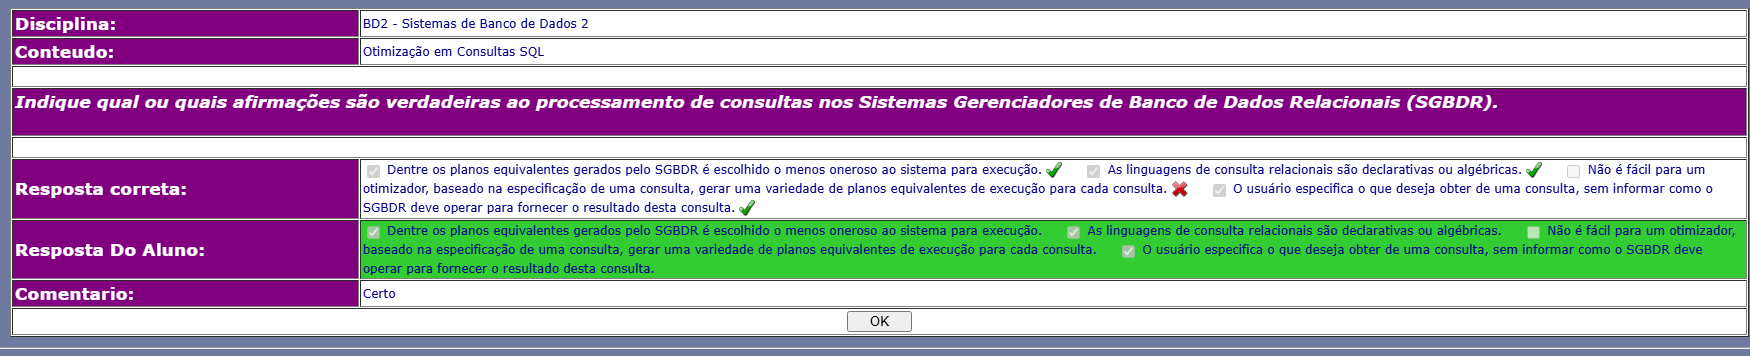 Disciplina: BD2 - Sistemas de Banco de Dados 2
Conteudo: Otimização em Consultas SQL
Indique qual ou quais afirmações são verdadeiras ao processamento de consultas nos Sistemas Gerenciadores de Banco de Dados Relacionais (SGBDR).
Resposta correta:
Dentre os planos equivalentes gerados pelo SGBDR é escolhido o menos oneroso ao sistema para execução. As linguagens de consulta relacionais são declarativas ou algébricas. Não é fácil para um
otimizador, baseado na especificação de uma consulta, gerar uma variedade de planos equivalentes de execução para cada consulta. O usuário especifica o que deseja obter de uma consulta, sem informar como o
SGBDR deve operar para fornecer o resultado desta consulta.
Resposta Do Aluno:
Dentre os planos equivalentes gerados pelo SGBDR é escolhido o menos oneroso ao sistema para execução. As linguagens de consulta relacionais são declarativas ou algébricas. Não é fácil para um otimizador,
baseado na especificação de uma consulta, gerar uma variedade de planos equivalentes de execução para cada consulta. O usuário especifica o que deseja obter de uma consulta, sem informar como o SGBDR deve
operar para fornecer o resultado desta consulta.
Comentario: Certo
OK